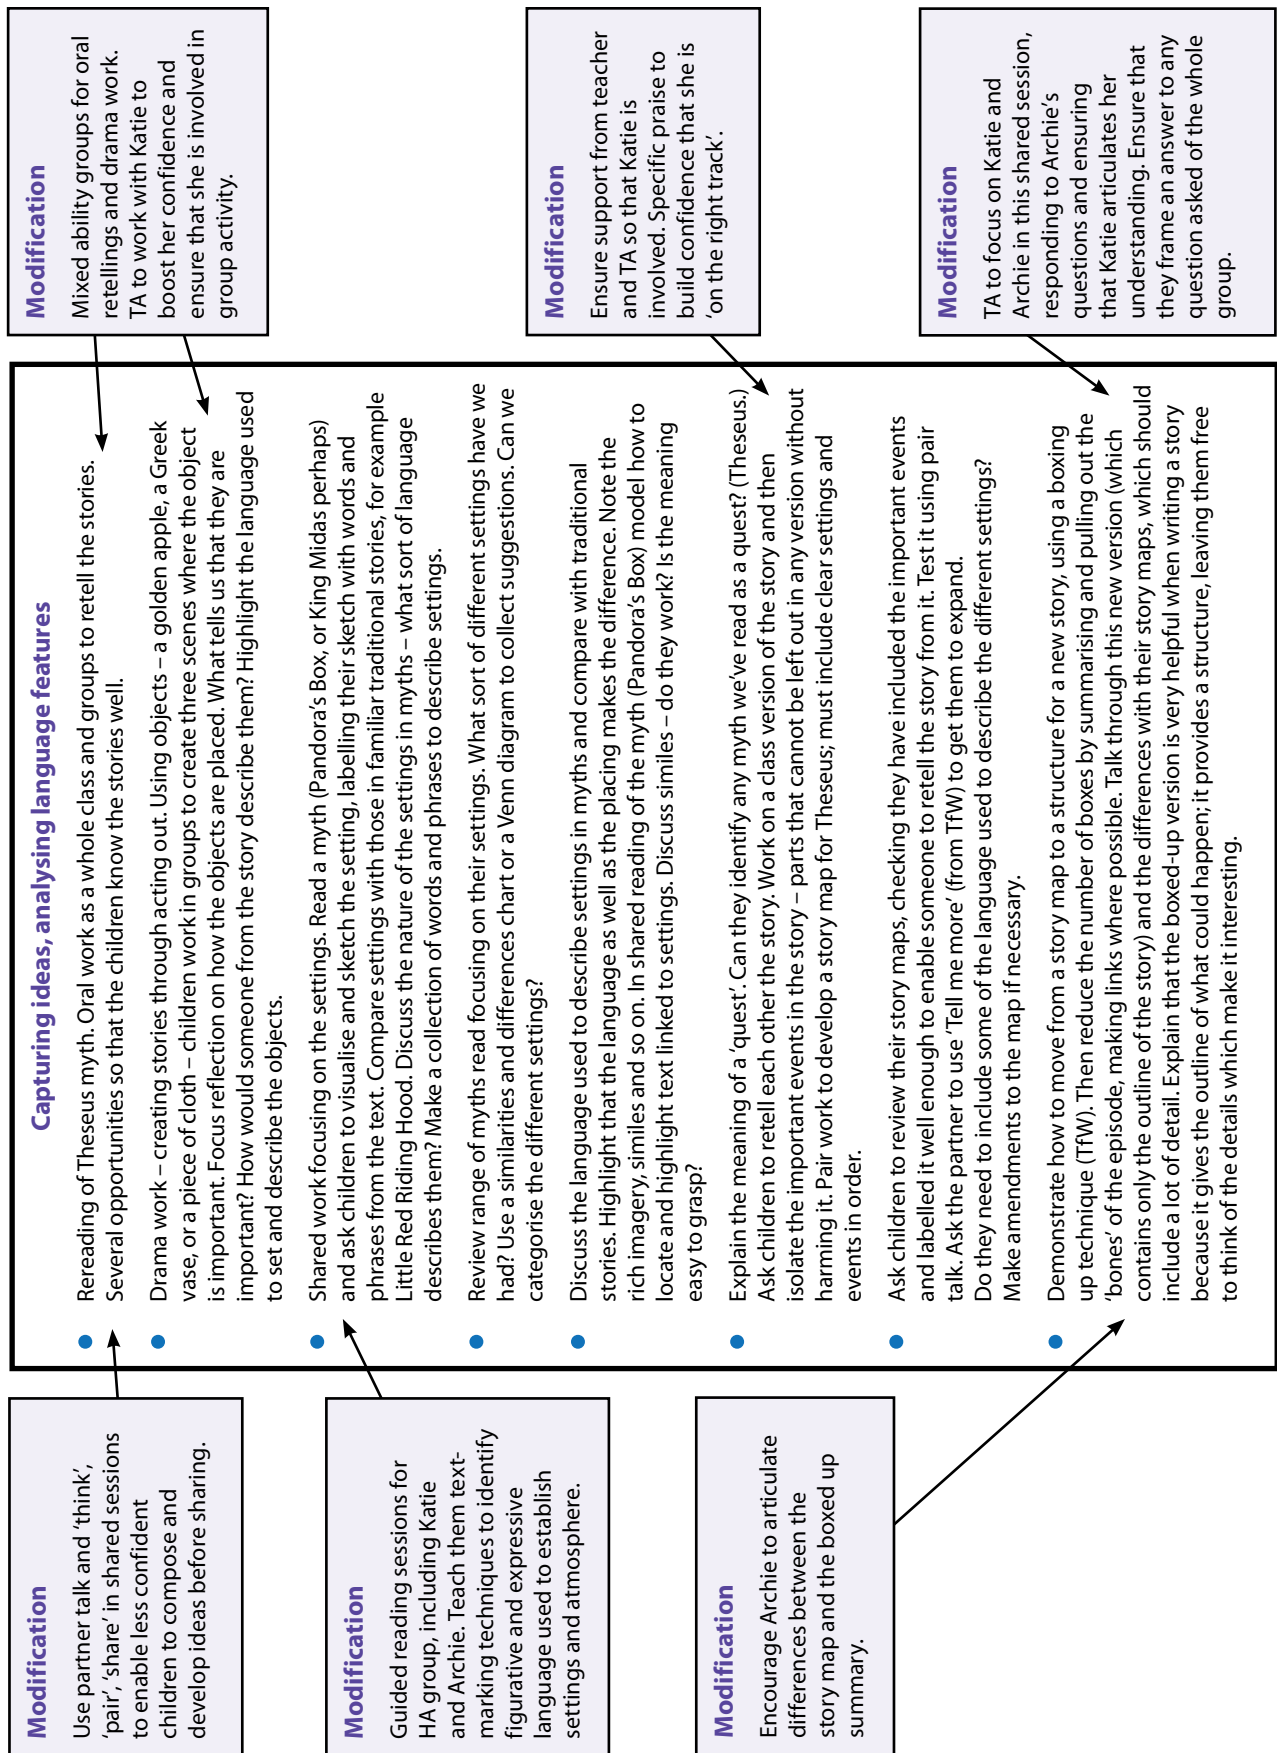 Modification
Use partner talk and ‘think’,
‘pair’, ‘share’ in shared sessions
to enable less confident
children to compose and
develop ideas before sharing.
Modification
Guided reading sessions for
HA group, including Katie
and Archie. Teach them text-
marking techniques to identify
figurative and expressive
language used to establish
settings and atmosphere.
Modification
Encourage Archie to articulate
differences between the
story map and the boxed up
summary.
Capturing ideas, analysing language features
● Rereading of Theseus myth. Oral work as a whole class and groups to retell the stories.
Several opportunities so that the children know the stories well.
● Drama work – creating stories through acting out. Using objects – a golden apple, a Greek
vase, or a piece of cloth – children work in groups to create three scenes where the object
is important. Focus reflection on how the objects are placed. What tells us that they are
important? How would someone from the story describe them? Highlight the language used
to set and describe the objects.
● Shared work focusing on the settings. Read a myth (Pandora’s Box, or King Midas perhaps)
and ask children to visualise and sketch the setting, labelling their sketch with words and
phrases from the text. Compare settings with those in familiar traditional stories, for example
Little Red Riding Hood. Discuss the nature of the settings in myths – what sort of language
describes them? Make a collection of words and phrases to describe settings.
● Review range of myths read focusing on their settings. What sort of different settings have we
had? Use a similarities and differences chart or a Venn diagram to collect suggestions. Can we
categorise the different settings?
● Discuss the language used to describe settings in myths and compare with traditional
stories. Highlight that the language as well as the placing makes the difference. Note the
rich imagery, similes and so on. In shared reading of the myth (Pandora’s Box) model how to
locate and highlight text linked to settings. Discuss similes – do they work? Is the meaning
easy to grasp?
● Explain the meaning of a ‘quest’. Can they identify any myth we’ve read as a quest? (Theseus.)
Ask children to retell each other the story. Work on a class version of the story and then
isolate the important events in the story – parts that cannot be left out in any version without
harming it. Pair work to develop a story map for Theseus; must include clear settings and
events in order.
● Ask children to review their story maps, checking they have included the important events
and labelled it well enough to enable someone to retell the story from it. Test it using pair
talk. Ask the partner to use ‘Tell me more’ (from TfW) to get them to expand.
Do they need to include some of the language used to describe the different settings?
Make amendments to the map if necessary.
● Demonstrate how to move from a story map to a structure for a new story, using a boxing
up technique (TfW). Then reduce the number of boxes by summarising and pulling out the
‘bones’ of the episode, making links where possible. Talk through this new version (which
contains only the outline of the story) and the differences with their story maps, which should
include a lot of detail. Explain that the boxed-up version is very helpful when writing a story
because it gives the outline of what could happen; it provides a structure, leaving them free
to think of the details which make it interesting.
Modification
Mixed ability groups for oral
retellings and drama work.
TA to work with Katie to
boost her confidence and
ensure that she is involved in
group activity.
Modification
Ensure support from teacher
and TA so that Katie is
involved. Specific praise to
build confidence that she is
‘on the right track’.
Modification
TA to focus on Katie and
Archie in this shared session,
responding to Archie’s
questions and ensuring
that Katie articulates her
understanding. Ensure that
they frame an answer to any
question asked of the whole
group.